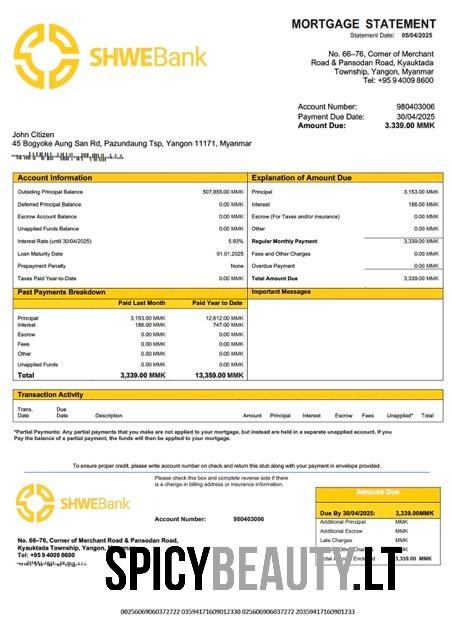 MORTGAGE STATEMENT
Statement Date: 05/04/2025
SHWEBank
No. 66–76, Corner of Merchant
Road & Pansodan Road, Kyauktada
Township, Yangon, Myanmar
Tel: +95 9 4009 8600
Account Number: 980403006
Payment Due Date: 30/04/2025
Amount Due: 3.339.00 MMK
John Citizen
45 Bogyoke Aung San Rd, Pazundaung Tsp, Yangon 11171, Myanmar
Account Information
Outsiding Principal Balance 507,855.00 MMK
Deferred Principal Balance 0.00 MMK
Escrow Account Balance 0.00 MMK
Unapplied Funds Balance 0.00 MMK
Interest Rate (until 30/04/2025) 5.93%
Loan Maturity Date 01.01.2025
Prepayment Penalty None
Taxes Paid Year-to-Date 0.00 MMK
Explanation of Amount Due
Principal 3,153.00 MMK
Interest 186.00 MMK
Escrow (For Taxes and/or insurance) 0.00 MMK
Other 0.00 MMK
Regular Monthly Payment 3,339.00 MMK
Fees and Other Charges 0.00 MMK
Overdue Payment 0.00 MMK
Total Amount Due 3,339.00 MMK
Past Payments Breakdown
Paid Last Month Paid Year to Date
Principal 3,153.00 MMK 12,612.00 MMK
Interest 186.00 MMK 747.00 MMK
Escrow 0.00 MMK 0.00 MMK
Fees 0.00 MMK 0.00 MMK
Other 0.00 MMK 0.00 MMK
Unapplied Funds 0.00 MMK 0.00 MMK
Total 3,339.00 MMK 13,359.00 MMK
Important Messages
Transaction Activity
Trans. Date Due Date Description Amount Principal Interest Escrow Fees Unapplied* Total
*Partial Payments: Any partial payments that you make are not applied to your mortgage, but instead are held in a separate unapplied account. If you
Pay the balance of a partial payment, the funds will then be applied to your mortgage.
To ensure proper credit, please write account number on check and return this stub along with your payment in envelope provided.
Please check this box and complete reverse side if there
is a change in billing address or insurance information.
SHWEBank
Account Number: 980403006
No. 66–76, Corner of Merchant Road & Pansodan Road,
Kyauktada Township, Yangon,
Tel: +95 9 4009 8600
Amount Due
Due By 30/04/2025: 3,339.00MMK
Additional Principal MMK
Additional Escrow MMK
Late Charges MMK
MMK
MMK
SPICYBEAUTY.LT